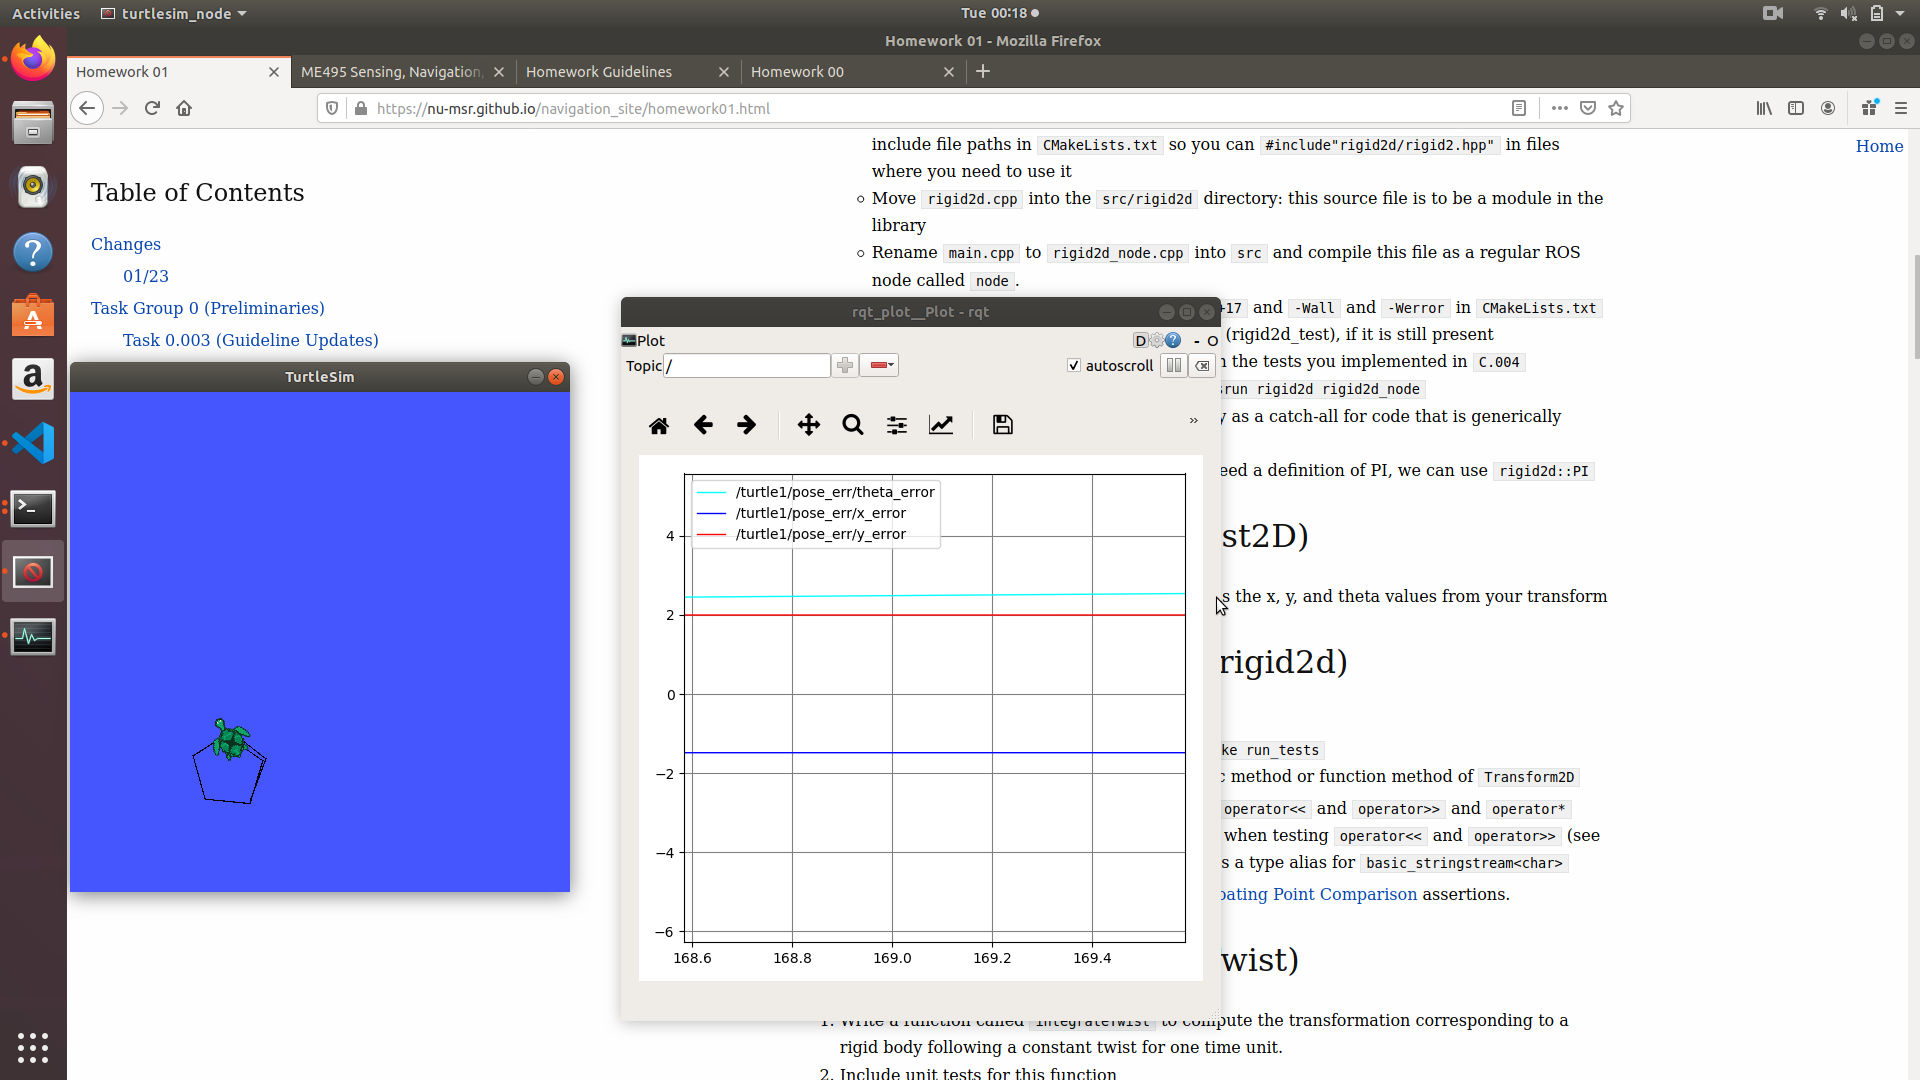 Activities
turtlesim_node
Tue 00:18
Homework 01 - Mozilla Firefox
Homework 01
ME495 Sensing, Navigation,
Homework Guidelines
Homework 00
https://nu-msr.github.io/navigation_site/homework01.html
Home
Table of Contents
Changes
01/23
Task Group 0 (Preliminaries)
Task 0.003 (Guideline Updates)
include file paths in CMakeLists.txt so you can #include"rigid2d/rigid2.hpp" in files
where you need to use it
Move rigid2d.cpp into the src/rigid2d directory: this source file is to be a module in the
library
Rename main.cpp to rigid2d_node.cpp into src and compile this file as a regular ROS
node called node.
+17 and -Wall and -Werror in CMakeLists.txt
(rigid2d_test), if it is still present
the tests you implemented in C.004
run rigid2d rigid2d_node
as a catch-all for code that is generically
eed a definition of PI, we can use rigid2d::PI
st2D)
s the x, y, and theta values from your transform
rigid2d)
ke run_tests
method or function method of Transform2D
operator<< and operator>> and operator*
when testing operator<< and operator>> (see
s a type alias for basic_stringstream<char>
oating Point Comparison assertions.
wist)
1. Write a function called integrateTwist to compute the transformation corresponding to a
rigid body following a constant twist for one time unit.
2. Include unit tests for this function
TurtleSim
rqt_plot__Plot - rqt
Plot
D
- O
Topic /
autoscroll
»
/turtle1/pose_err/theta_error
/turtle1/pose_err/x_error
/turtle1/pose_err/y_error
4
2
0
−2
−4
−6
168.6 168.8 169.0 169.2 169.4